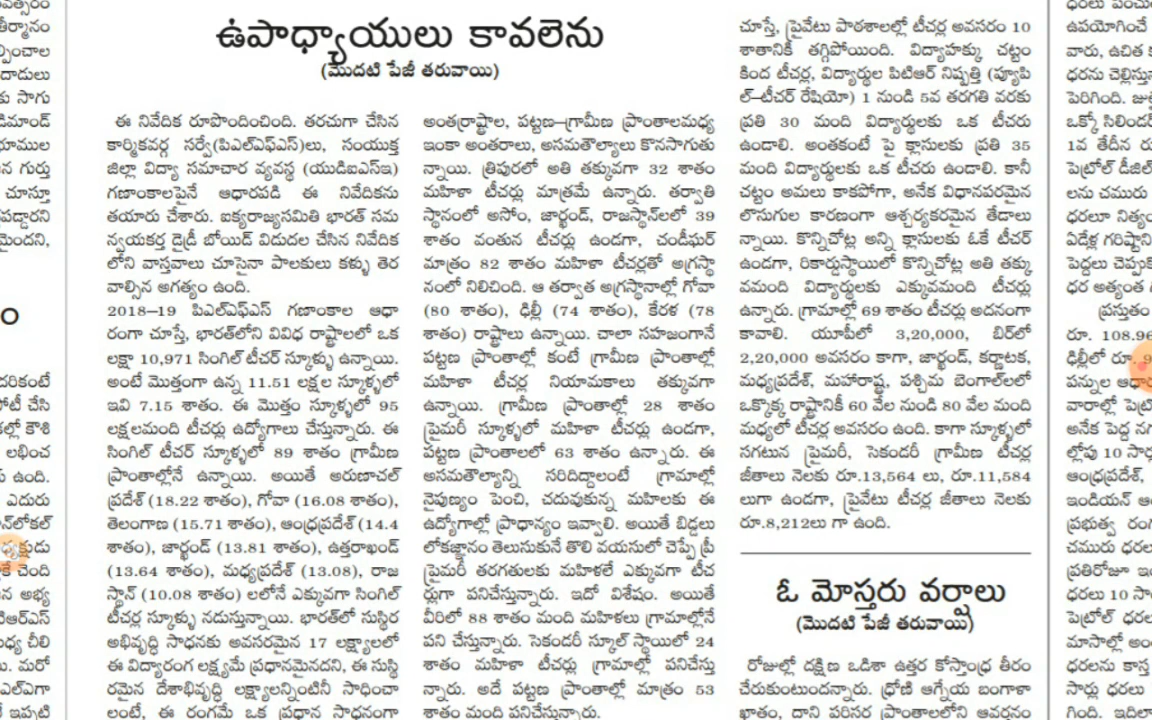 ఉపాధ్యాయులు కావలెను
(మొదటి పేజీ తరువాయి)
ఈ నివేదిక రూపొందించింది. తరచుగా చేసిన
కార్మికవర్గ సర్వే(పిఎల్ఎఫ్ఎస్)లు, సంయుక్త
జిల్లా విద్యా సమాచార వ్యవస్థ (యుడిఐఎస్ఇ)
గణాంకాలపైనే ఆధారపడి ఈ నివేదికను
తయారు చేశారు. ఐక్యరాజ్యసమితి భారత్ సమ
న్వయకర్త డైడ్రీ బోయిడ్ విడుదల చేసిన నివేదిక
లోని వాస్తవాలు చూసైనా పాలకులు కళ్ళు తెర
వాల్సిన అగత్యం ఉంది.
2018–19 పిఎల్ఎఫ్ఎస్ గణాంకాల ఆధా
రంగా చూస్తే, భారత్‌లోని వివిధ రాష్ట్రాలలో ఒక
లక్షా 10,971 సింగిల్ టీచర్ స్కూళ్ళు ఉన్నాయి.
అంటే మొత్తంగా ఉన్న 11.51 లక్షల స్కూళ్ళలో
ఇవి 7.15 శాతం. ఈ మొత్తం స్కూళ్ళలో 95
లక్షలమంది టీచర్లు ఉద్యోగాలు చేస్తున్నారు. ఈ
సింగిల్ టీచర్ స్కూళ్ళలో 89 శాతం గ్రామీణ
ప్రాంతాల్లోనే ఉన్నాయి. అయితే అరుణాచల్
ప్రదేశ్ (18.22 శాతం), గోవా (16.08 శాతం),
తెలంగాణ (15.71 శాతం), ఆంధ్రప్రదేశ్ (14.4
శాతం), జార్ఖండ్ (13.81 శాతం), ఉత్తరాఖండ్
(13.64 శాతం), మధ్యప్రదేశ్ (13.08), రాజ
స్థాన్ (10.08 శాతం) లలోనే ఎక్కువగా సింగిల్
టీచర్ల స్కూళ్ళు నడుస్తున్నాయి. భారత్‌లో సుస్థిర
అభివృద్ధి సాధనకు అవసరమైన 17 లక్ష్యాలలో
ఈ విద్యారంగ లక్ష్యమే ప్రధానమైనదని, ఈ సుస్థి
రమైన దేశాభివృద్ధి లక్ష్యాలన్నింటినీ సాధించా
లంటే, ఈ రంగమే ఒక ప్రధాన సాధనంగా
అంతర్రాష్ట్రాల, పట్టణ–గ్రామీణ ప్రాంతాలమధ్య
ఇంకా అంతరాలు, అసమతౌల్యాలు కొనసాగుతు
న్నాయి. త్రిపురలో అతి తక్కువగా 32 శాతం
మహిళా టీచర్లు మాత్రమే ఉన్నారు. తర్వాతి
స్థానంలో అసోం, జార్ఖండ్, రాజస్థాన్‌లలో 39
శాతం వంతున టీచర్లు ఉండగా, చండీఘర్
మాత్రం 82 శాతం మహిళా టీచర్లతో అగ్రస్థా
నంలో నిలిచింది. ఆ తర్వాత అగ్రస్థానాల్లో గోవా
(80 శాతం), ఢిల్లీ (74 శాతం), కేరళ (78
శాతం) రాష్ట్రాలు ఉన్నాయి. చాలా సహజంగానే
పట్టణ ప్రాంతాల్లో కంటే గ్రామీణ ప్రాంతాల్లో
మహిళా టీచర్ల నియామకాలు తక్కువగా
ఉన్నాయి. గ్రామీణ ప్రాంతాల్లో 28 శాతం
ప్రైమరీ స్కూళ్ళలో మహిళా టీచర్లు ఉండగా,
పట్టణ ప్రాంతాలలో 63 శాతం ఉన్నారు. ఈ
అసమతౌల్యాన్ని సరిదిద్దాలంటే గ్రామాల్లో
నైపుణ్యం పెంచి, చదువుకున్న మహిలకు ఈ
ఉద్యోగాల్లో ప్రాధాన్యం ఇవ్వాలి. అయితే బిడ్డలు
లోకజ్ఞానం తెలుసుకునే తొలి వయసులో చెప్పే ప్రీ
ప్రైమరీ తరగతులకు మహిళలే ఎక్కువగా టీచ
ర్లుగా పనిచేస్తున్నారు. ఇదో విశేషం. అయితే
వీరిలో 88 శాతం మంది మహిళలు గ్రామాల్లోనే
పని చేస్తున్నారు. సెకండరీ స్కూల్ స్థాయిలో 24
శాతం మహిళా టీచర్లు గ్రామాల్లో పనిచేస్తు
న్నారు. అదే పట్టణ ప్రాంతాల్లో మాత్రం 53
శాతం మంది పనిచేస్తున్నారు.
చూస్తే, ప్రైవేటు పాఠశాలల్లో టీచర్ల అవసరం 10
శాతానికి తగ్గిపోయింది. విద్యాహక్కు చట్టం
కింద టీచర్ల, విద్యార్థుల పిటిఆర్ నిష్పత్తి (ప్యూపి
ల్–టీచర్ రేషియో) 1 నుండి 5వ తరగతి వరకు
ప్రతి 30 మంది విద్యార్థులకు ఒక టీచరు
ఉండాలి. అంతకంటే పై క్లాసులకు ప్రతి 35
మంది విద్యార్థులకు ఒక టీచరు ఉండాలి. కానీ
చట్టం అమలు కాకపోగా, అనేక విధానపరమైన
లొసుగుల కారణంగా ఆశ్చర్యకరమైన తేడాలు
న్నాయి. కొన్నిచోట్ల అన్ని క్లాసులకు ఓకే టీచర్
ఉండగా, రికార్డుస్థాయిలో కొన్నిచోట్ల అతి తక్కు
వమంది విద్యార్థులకు ఎక్కువమంది టీచర్లు
ఉన్నారు. గ్రామాల్లో 69 శాతం టీచర్లు అదనంగా
కావాలి. యూపీలో 3,20,000, బిర్‌లో
2,20,000 అవసరం కాగా, జార్ఖండ్, కర్ణాటక,
మధ్యప్రదేశ్, మహారాష్ట్ర, పశ్చిమ బెంగాల్‌లలో
ఒక్కొక్క రాష్ట్రానికీ 60 వేల నుండి 80 వేల మంది
మధ్యలో టీచర్ల అవసరం ఉంది. కాగా స్కూళ్ళలో
సగటున ప్రైమరీ, సెకండరీ గ్రామీణ టీచర్ల
జీతాలు నెలకు రూ.13,564 లు, రూ.11,584
లుగా ఉండగా, ప్రైవేటు టీచర్ల జీతాలు నెలకు
రూ.8,212లు గా ఉంది.
ఓ మోస్తరు వర్షాలు
(మొదటి పేజీ తరువాయి)
రోజుల్లో దక్షిణ ఒడిశా ఉత్తర కోస్తాంధ్ర తీరం
చేరుకుంటుందన్నారు. ధ్రోణి ఆగ్నేయ బంగాళా
ఖాతం, దాని పరిసర ప్రాంతాలలోని ఆవర్తనం